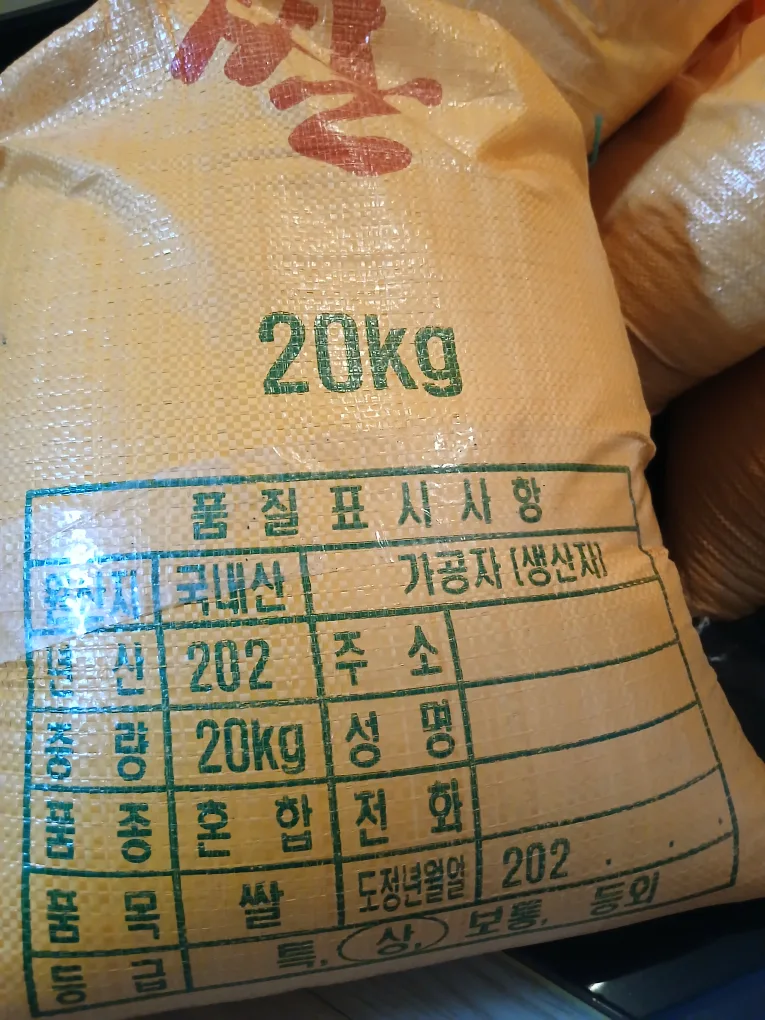 쌀
20kg
품질표시사항
원산지 국내산 가공자 (생산자)
년산 202 주소
중량 20kg 성명
품종 혼합 전화
품목 쌀 도정년월일 202 . . .
등급 특, 상, 보통, 등외